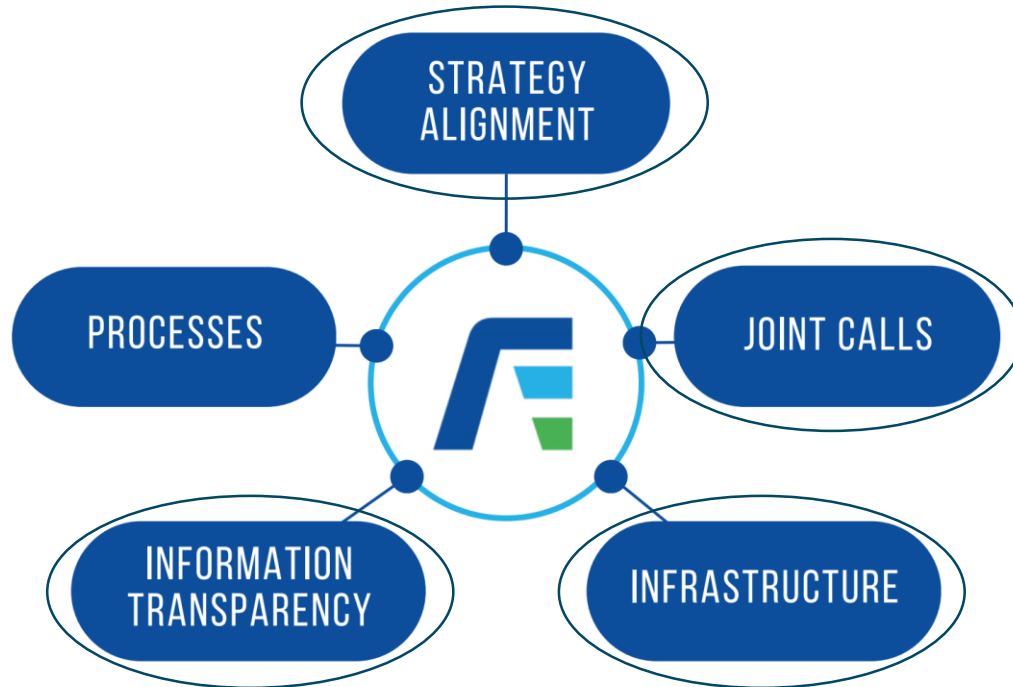 STRATEGY
ALIGNMENT
PROCESSES
JOINT CALLS
INFORMATION
TRANSPARENCY
INFRASTRUCTURE